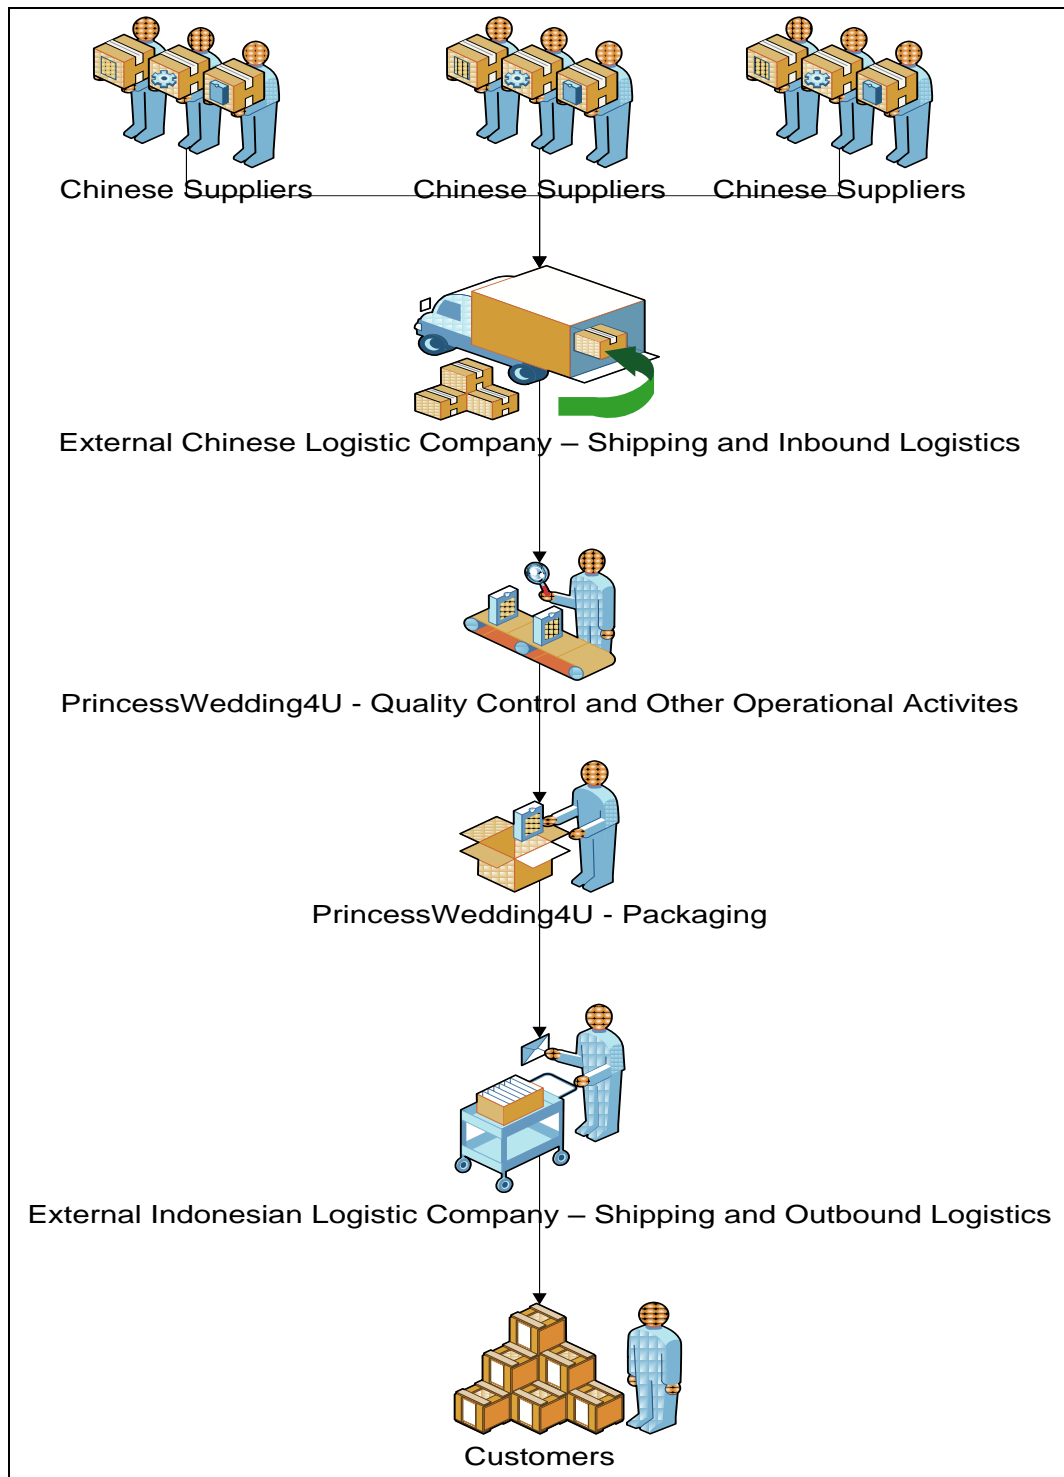 Chinese Suppliers
Chinese Suppliers
Chinese Suppliers
External Chinese Logistic Company – Shipping and Inbound Logistics
PrincessWedding4U - Quality Control and Other Operational Activites
PrincessWedding4U - Packaging
External Indonesian Logistic Company – Shipping and Outbound Logistics
Customers